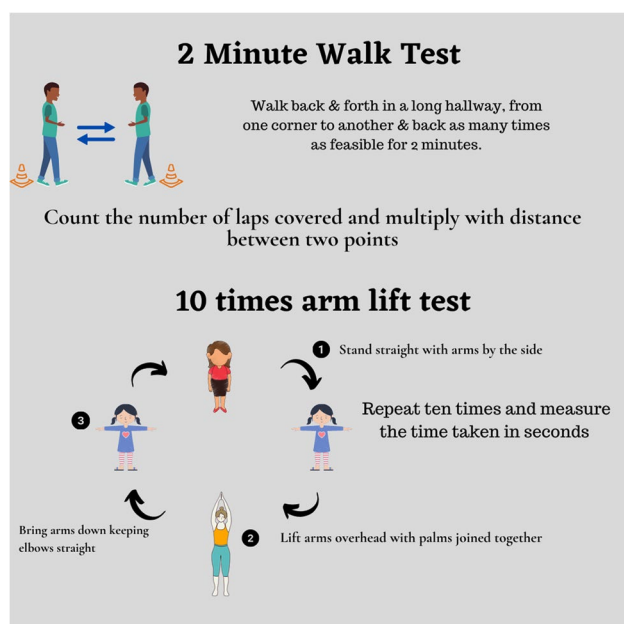 2 Minute Walk Test
Walk back & forth in a long hallway, from
one corner to another & back as many times
as feasible for 2 minutes.
Count the number of laps covered and multiply with distance
between two points
10 times arm lift test
1 Stand straight with arms by the side
Repeat ten times and measure
the time taken in seconds
3
2 Lift arms overhead with palms joined together
Bring arms down keeping
elbows straight